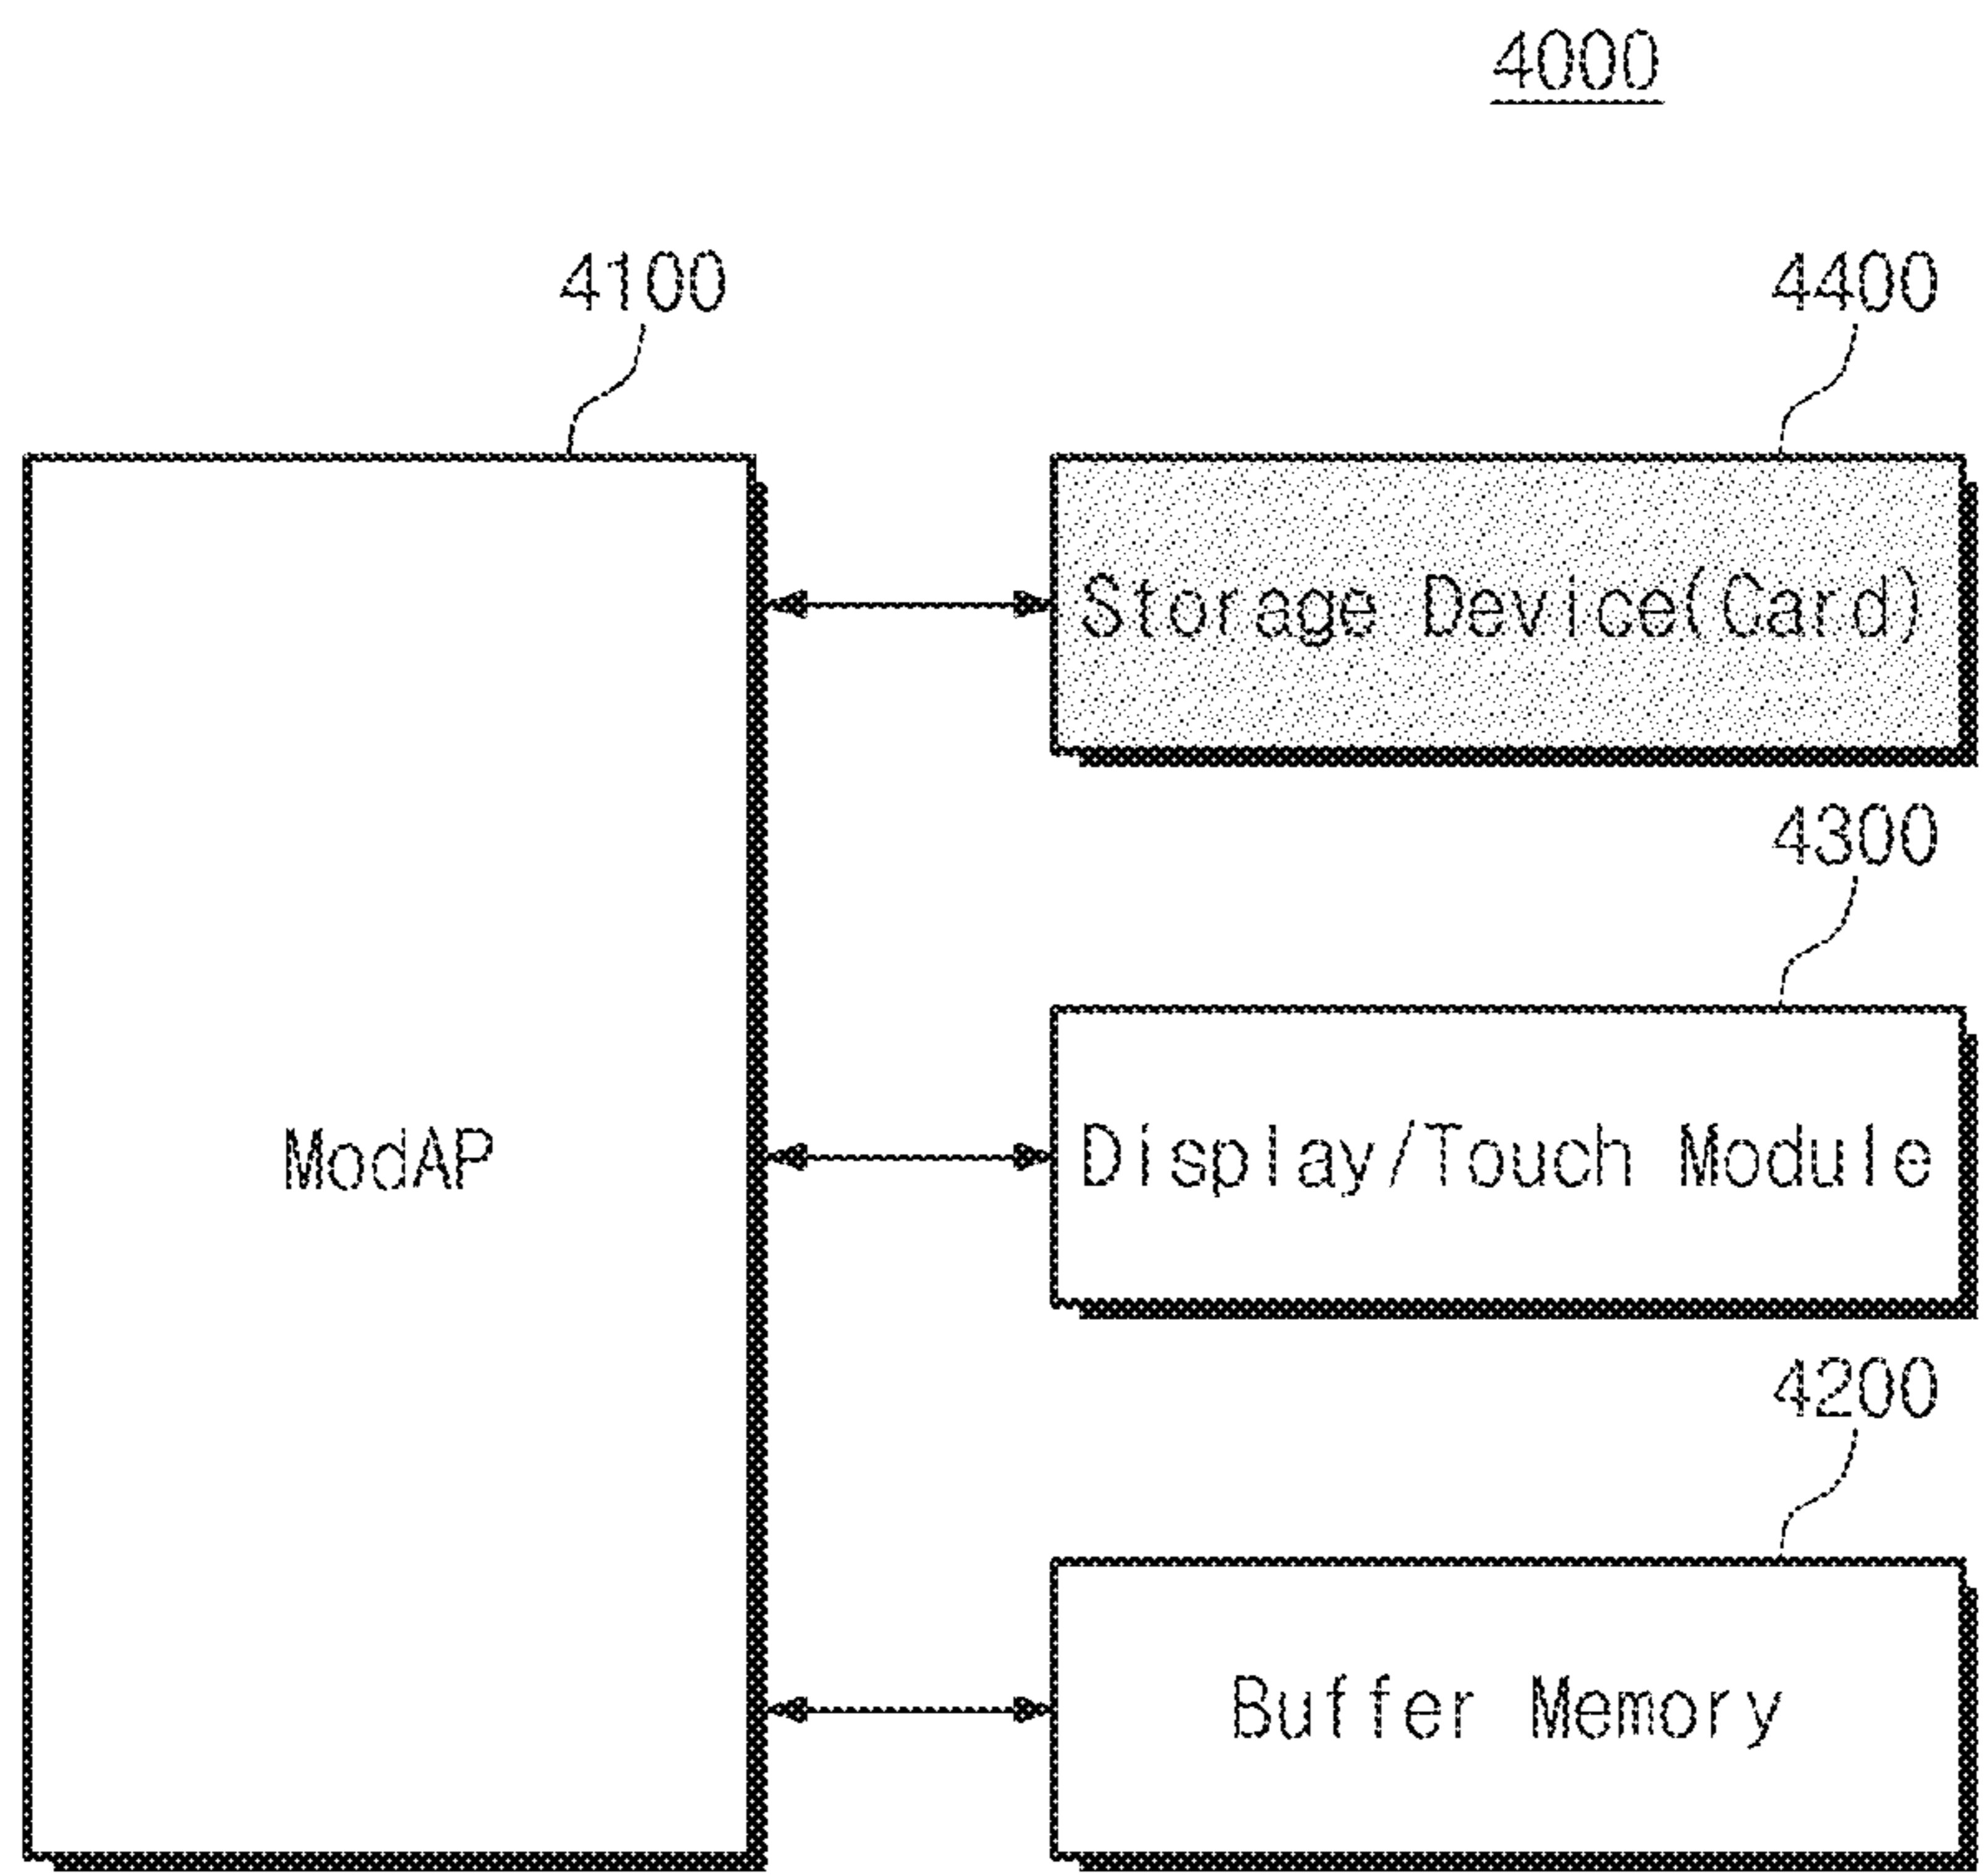 4000
4100
4400
Storage Device(Card)
4300
ModAP
Display/Touch Module
4200
Buffer Memory